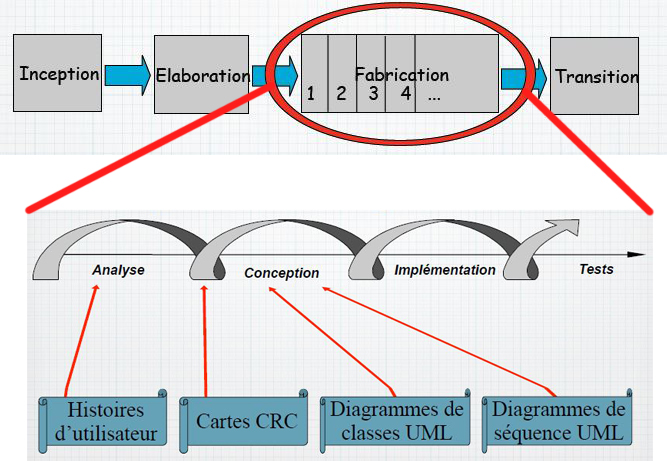 Inception
Elaboration
Fabrication
1 2 3 4 ...
Transition
Analyse
Conception
Implémentation
Tests
Histoires
d’utilisateur
Cartes CRC
Diagrammes de
classes UML
Diagrammes de
séquence UML